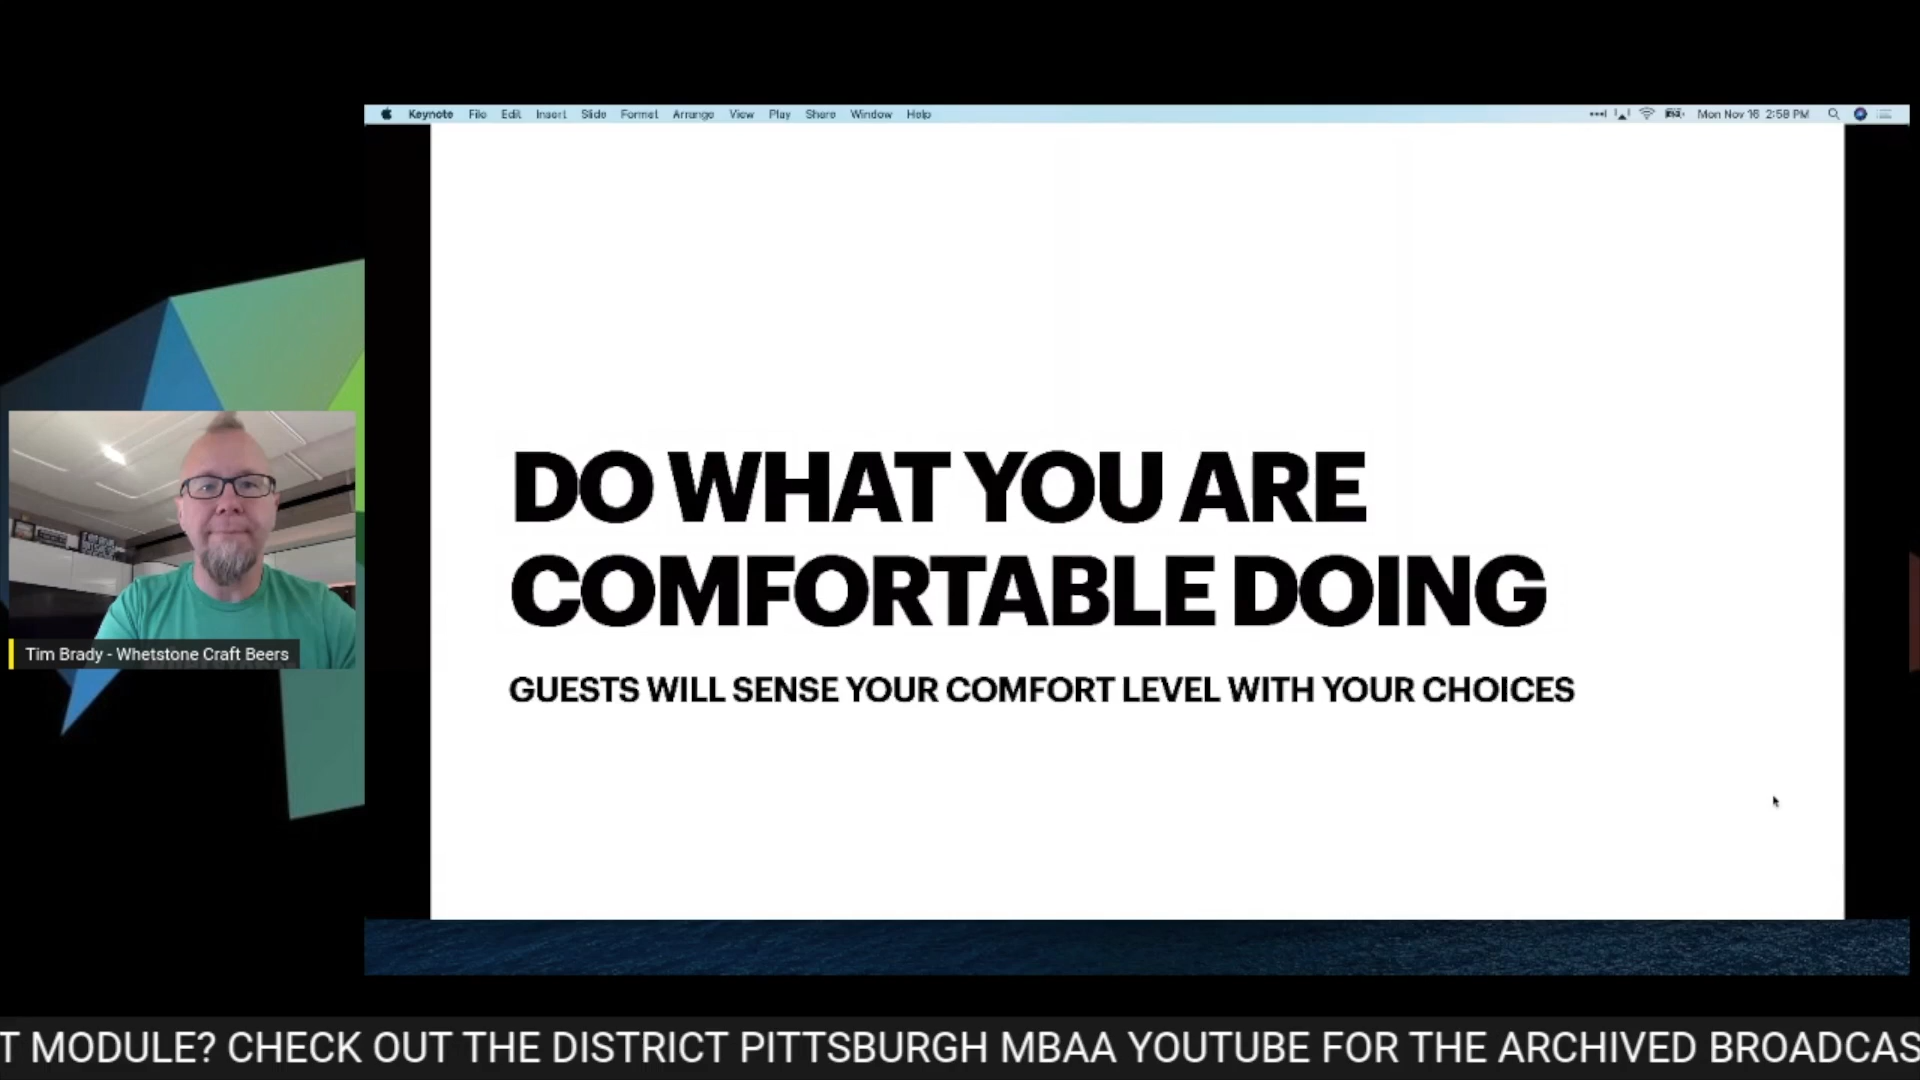 Keynote File Edit Insert Slide Format Arrange View Play Share Window Help
Mon Nov 16 2:58 PM
DO WHAT YOU ARE
COMFORTABLE DOING
GUESTS WILL SENSE YOUR COMFORT LEVEL WITH YOUR CHOICES
Tim Brady - Whetstone Craft Beers
T MODULE? CHECK OUT THE DISTRICT PITTSBURGH MBAA YOUTUBE FOR THE ARCHIVED BROADCAS